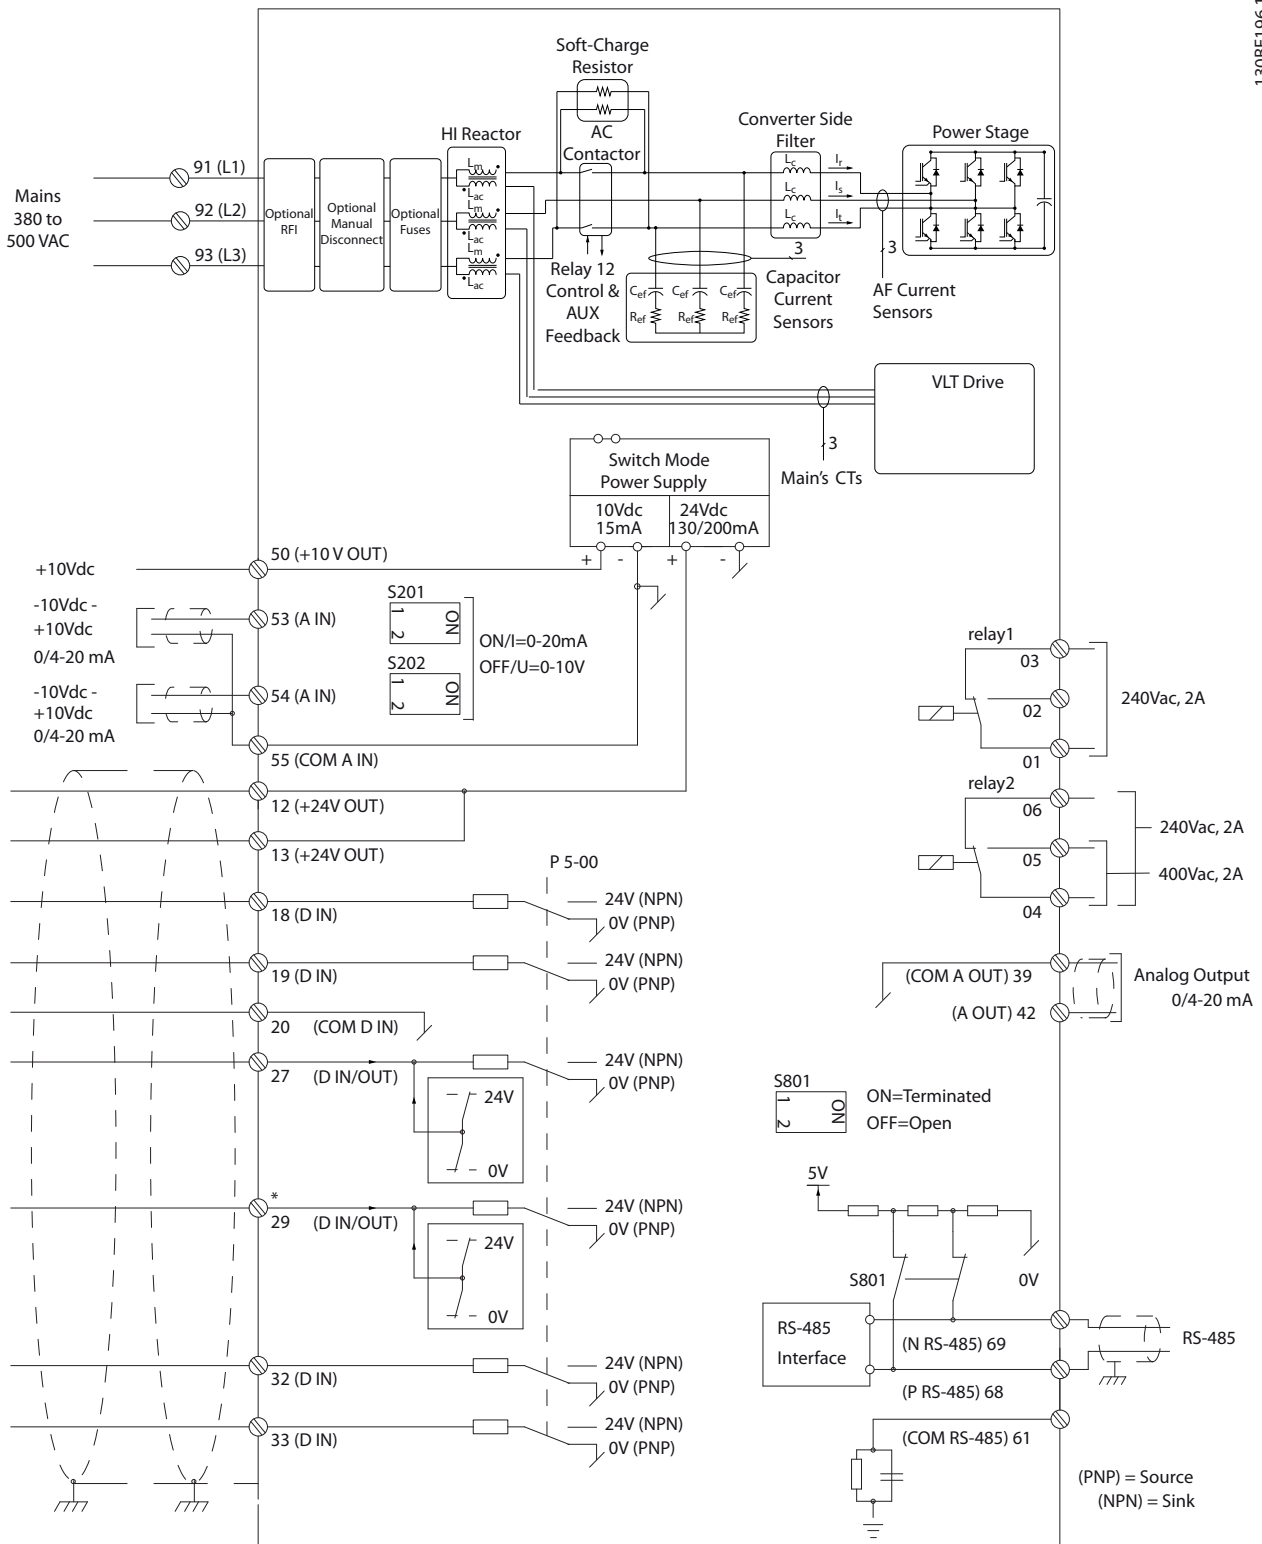 130BE196.1
Soft-Charge
Resistor
AC
Contactor
HI Reactor
Converter Side
Filter
Power Stage
Mains
380 to
500 VAC
91 (L1)
92 (L2)
93 (L3)
Optional
RFI
Optional
Manual
Disconnect
Optional
Fuses
Lm
Lac
Lm
Lac
Lm
Lac
Lc
Lc
Lc
Ir
Is
It
3
3
Relay 12
Control &
AUX
Feedback
Cef
Cef
Cef
Ref
Ref
Ref
Capacitor
Current
Sensors
AF Current
Sensors
VLT Drive
3
Main's CTs
Switch Mode
Power Supply
10Vdc
15mA
24Vdc
130/200mA
+
-
+
-
+10Vdc
50 (+10 V OUT)
-10Vdc -
+10Vdc
0/4-20 mA
53 (A IN)
S201
1
2
ON
ON/I=0-20mA
OFF/U=0-10V
S202
1
2
ON
-10Vdc -
+10Vdc
0/4-20 mA
54 (A IN)
55 (COM A IN)
12 (+24V OUT)
13 (+24V OUT)
P 5-00
18 (D IN)
24V (NPN)
0V (PNP)
19 (D IN)
24V (NPN)
0V (PNP)
20 (COM D IN)
27 (D IN/OUT)
24V (NPN)
0V (PNP)
24V
0V
*
29 (D IN/OUT)
24V (NPN)
0V (PNP)
24V
0V
32 (D IN)
24V (NPN)
0V (PNP)
33 (D IN)
24V (NPN)
0V (PNP)
relay1
03
02
01
240Vac, 2A
relay2
06
05
04
240Vac, 2A
400Vac, 2A
(COM A OUT) 39
(A OUT) 42
Analog Output
0/4-20 mA
S801
1
2
ON
ON=Terminated
OFF=Open
5V
S801
0V
RS-485
Interface
(N RS-485) 69
(P RS-485) 68
(COM RS-485) 61
RS-485
(PNP) = Source
(NPN) = Sink